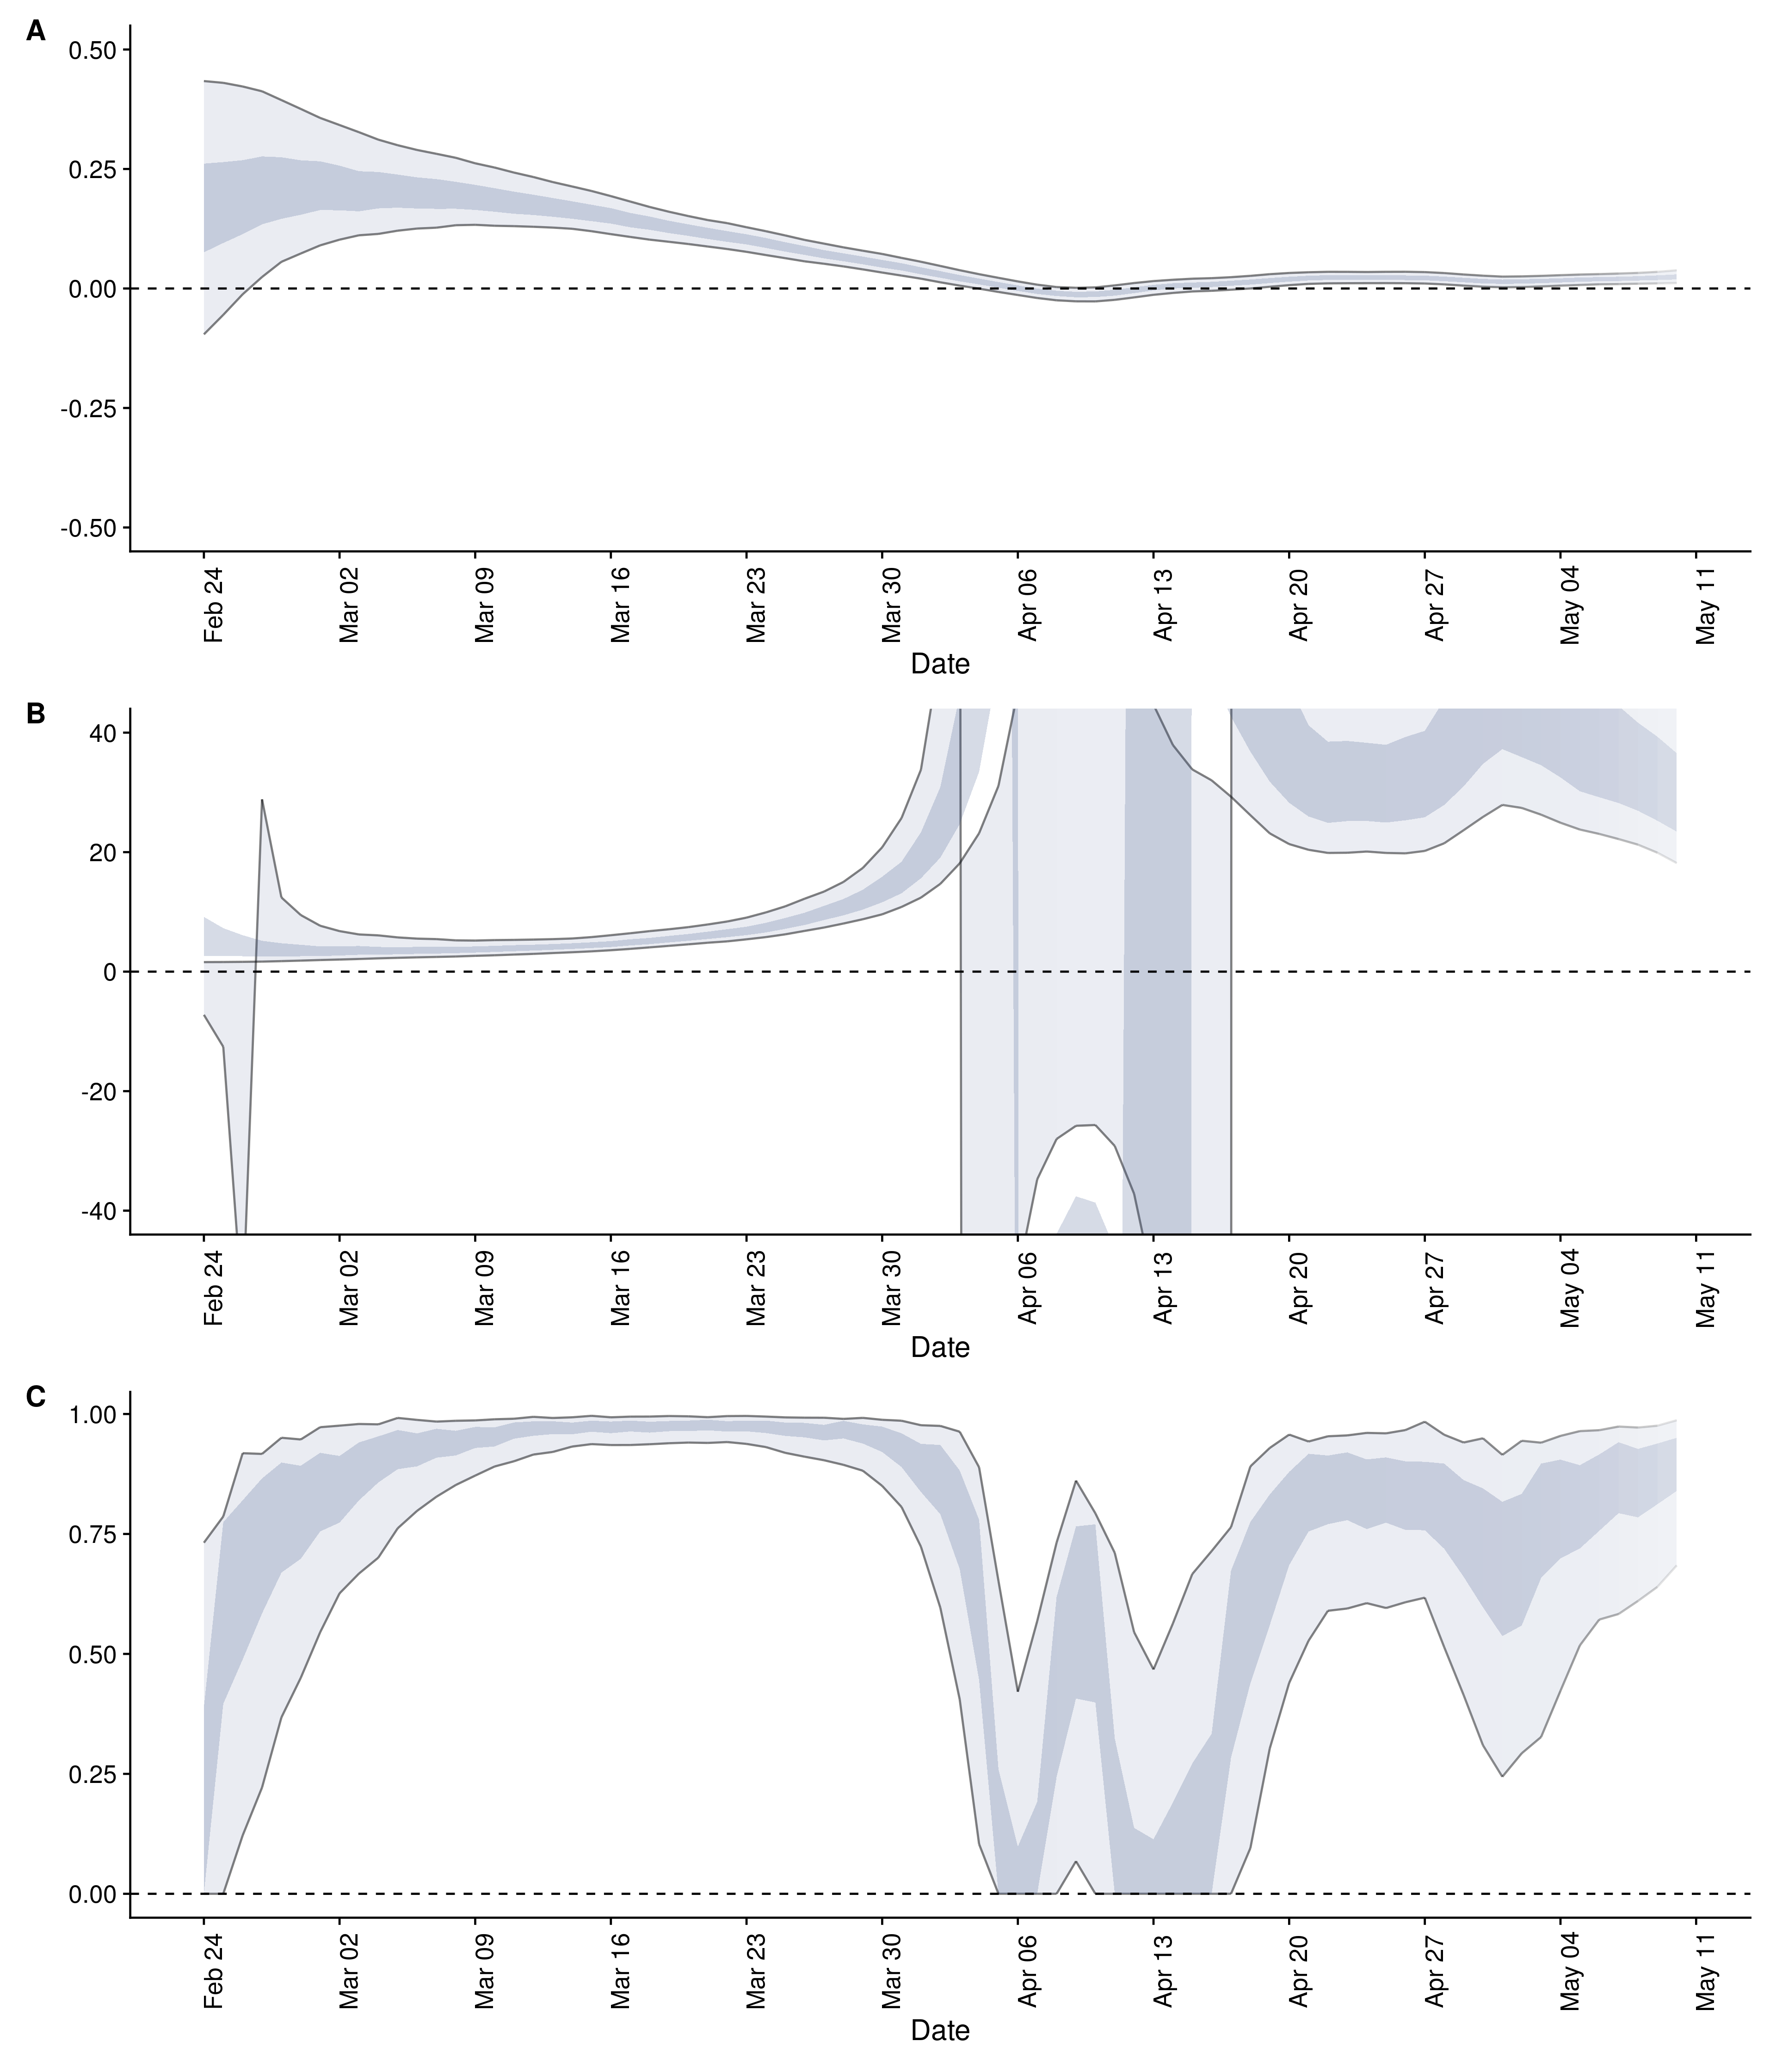 A
0.50
0.25
0.00
-0.25
-0.50
Feb 24
Mar 02
Mar 09
Mar 16
Mar 23
Mar 30
Apr 06
Apr 13
Apr 20
Apr 27
May 04
May 11
Date
B
40
20
0
-20
-40
Feb 24
Mar 02
Mar 09
Mar 16
Mar 23
Mar 30
Apr 06
Apr 13
Apr 20
Apr 27
May 04
May 11
Date
C
1.00
0.75
0.50
0.25
0.00
Feb 24
Mar 02
Mar 09
Mar 16
Mar 23
Mar 30
Apr 06
Apr 13
Apr 20
Apr 27
May 04
May 11
Date